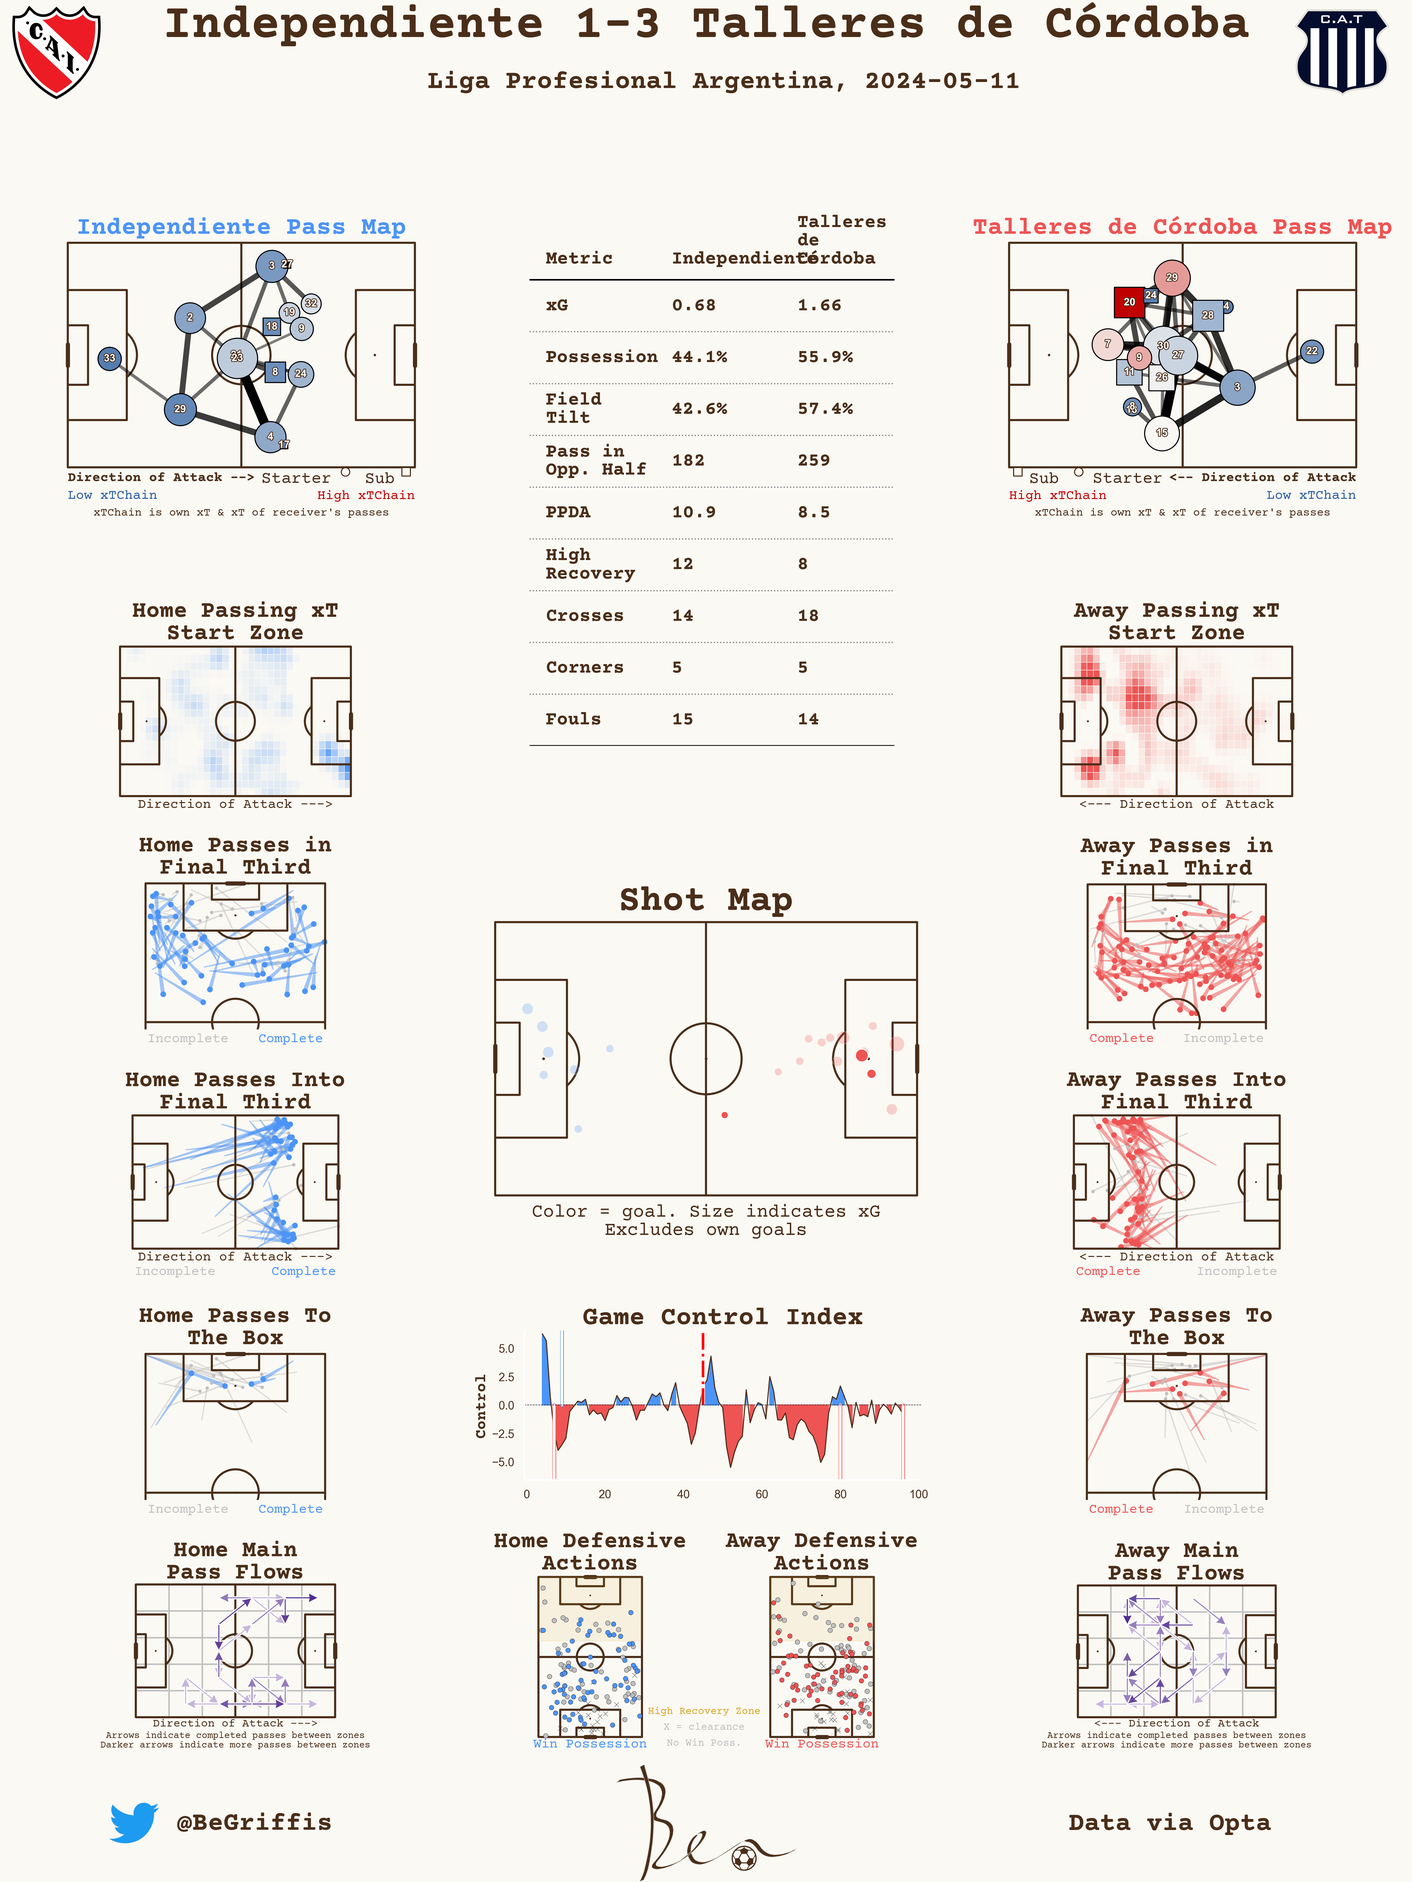 Independiente 1-3 Talleres de Córdoba
Liga Profesional Argentina, 2024-05-11
C.A.I.
C.A.T
Independiente Pass Map
3
27
32
19
9
18
2
23
33
8
24
29
4
17
Direction of Attack --> Starter Sub
Low xTChain High xTChain
xTChain is own xT & xT of receiver's passes
Metric Independiente Talleres de Córdoba
xG 0.68 1.66
Possession 44.1% 55.9%
Field Tilt 42.6% 57.4%
Pass in Opp. Half 182 259
PPDA 10.9 8.5
High Recovery 12 8
Crosses 14 18
Corners 5 5
Fouls 15 14
Talleres de Córdoba Pass Map
29
20
24
28
4
7
30
27
22
9
11
26
3
8
15
Sub Starter <-- Direction of Attack
High xTChain Low xTChain
xTChain is own xT & xT of receiver's passes
Home Passing xT
Start Zone
Direction of Attack --->
Away Passing xT
Start Zone
<--- Direction of Attack
Home Passes in
Final Third
Incomplete Complete
Away Passes in
Final Third
Complete Incomplete
Shot Map
Color = goal. Size indicates xG
Excludes own goals
Home Passes Into
Final Third
Direction of Attack --->
Incomplete Complete
Away Passes Into
Final Third
<--- Direction of Attack
Complete Incomplete
Home Passes To
The Box
Incomplete Complete
Game Control Index
Control
5.0
2.5
0.0
−2.5
−5.0
0 20 40 60 80 100
Away Passes To
The Box
Complete Incomplete
Home Main
Pass Flows
Direction of Attack --->
Arrows indicate completed passes between zones
Darker arrows indicate more passes between zones
Home Defensive
Actions
Win Possession
High Recovery Zone
X = clearance
No Win Poss.
Away Defensive
Actions
Win Possession
Away Main
Pass Flows
<--- Direction of Attack
Arrows indicate completed passes between zones
Darker arrows indicate more passes between zones
@BeGriffis
Ben
Data via Opta